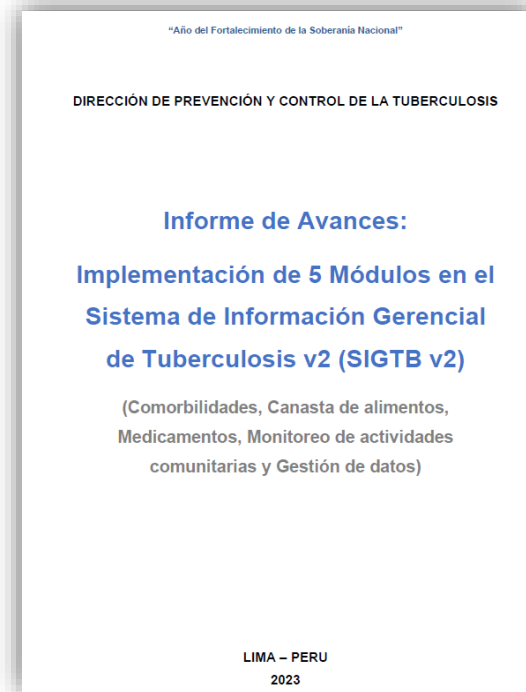 “Año del Fortalecimiento de la Soberanía Nacional”
DIRECCIÓN DE PREVENCIÓN Y CONTROL DE LA TUBERCULOSIS
Informe de Avances:
Implementación de 5 Módulos en el
Sistema de Información Gerencial
de Tuberculosis v2 (SIGTB v2)
(Comorbilidades, Canasta de alimentos,
Medicamentos, Monitoreo de actividades
comunitarias y Gestión de datos)
LIMA – PERU
2023